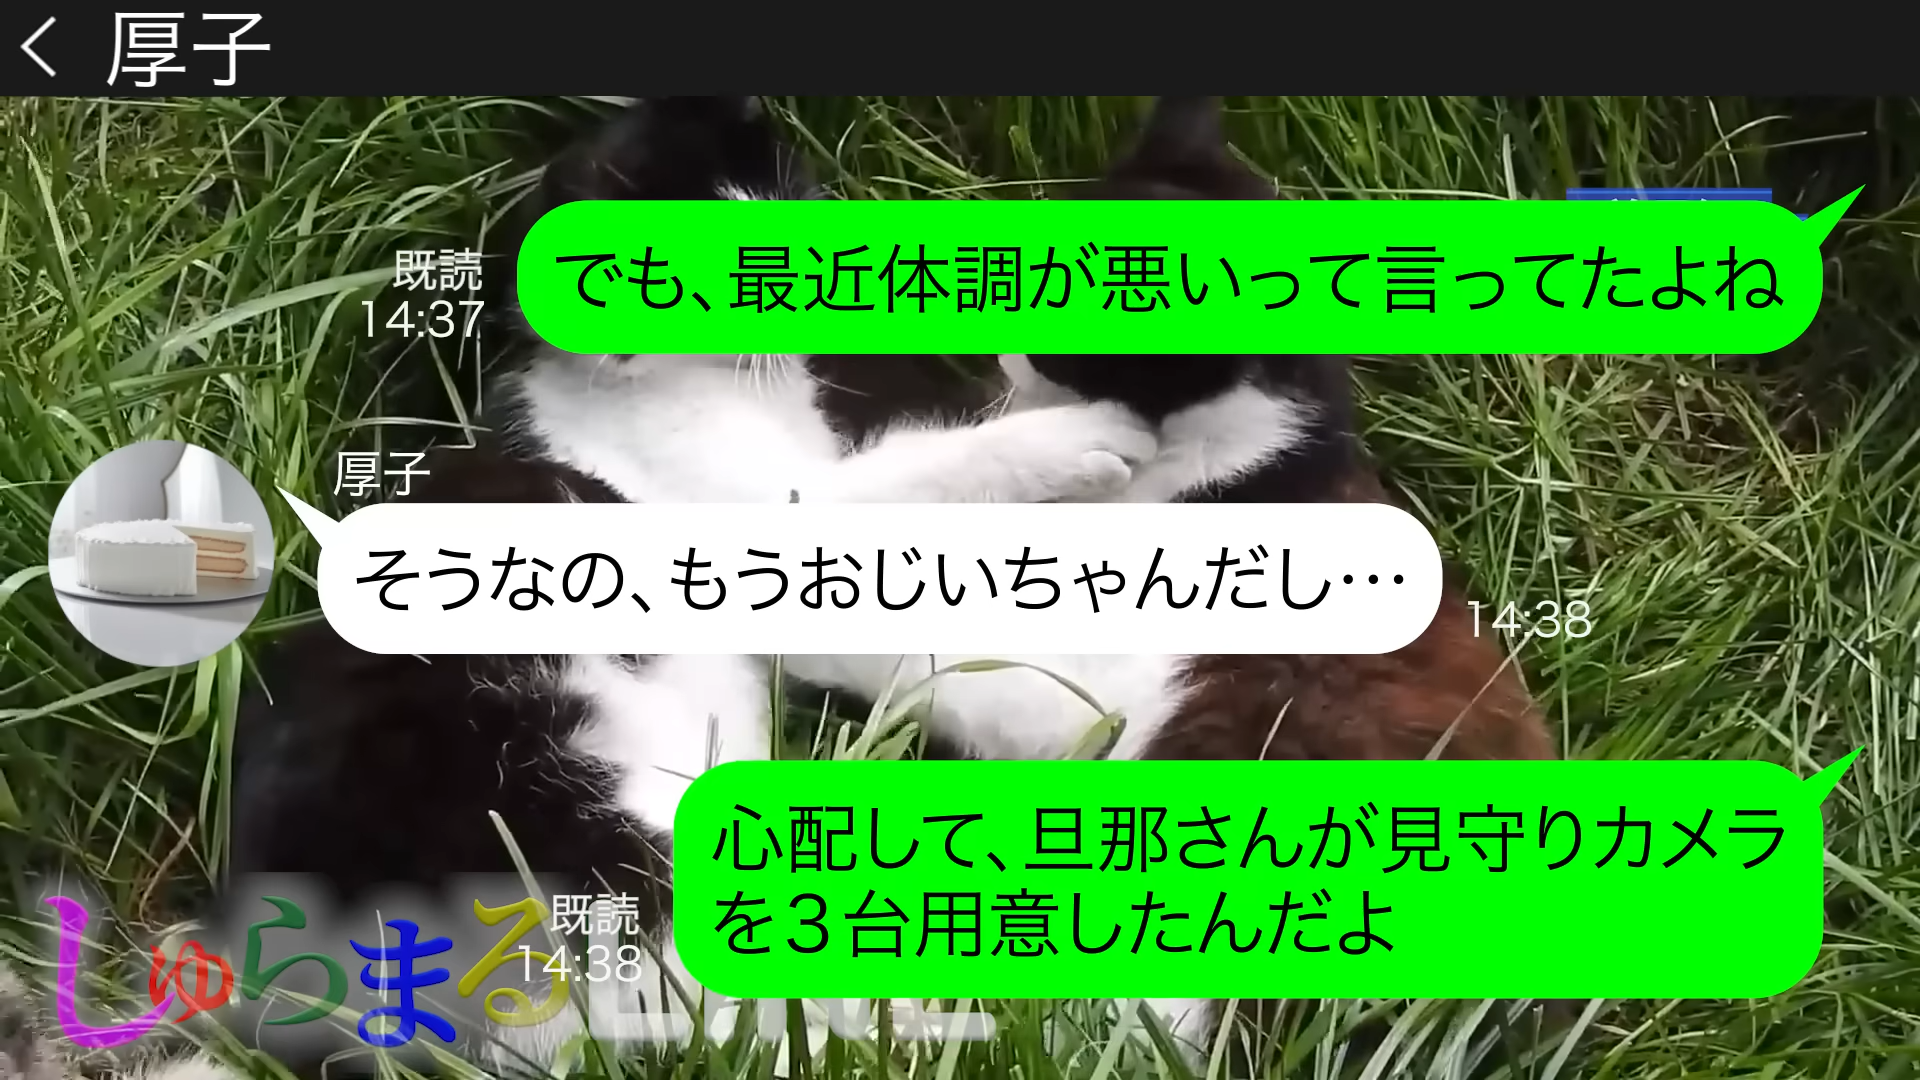 厚子
でも、最近体調が悪いって言ってたよね
既読
14:37
厚子
そうなの、もうおじいちゃんだし…
14:38
心配して、旦那さんが見守りカメラ
を３台用意したんだよ
既読
14:38
しゅらまる